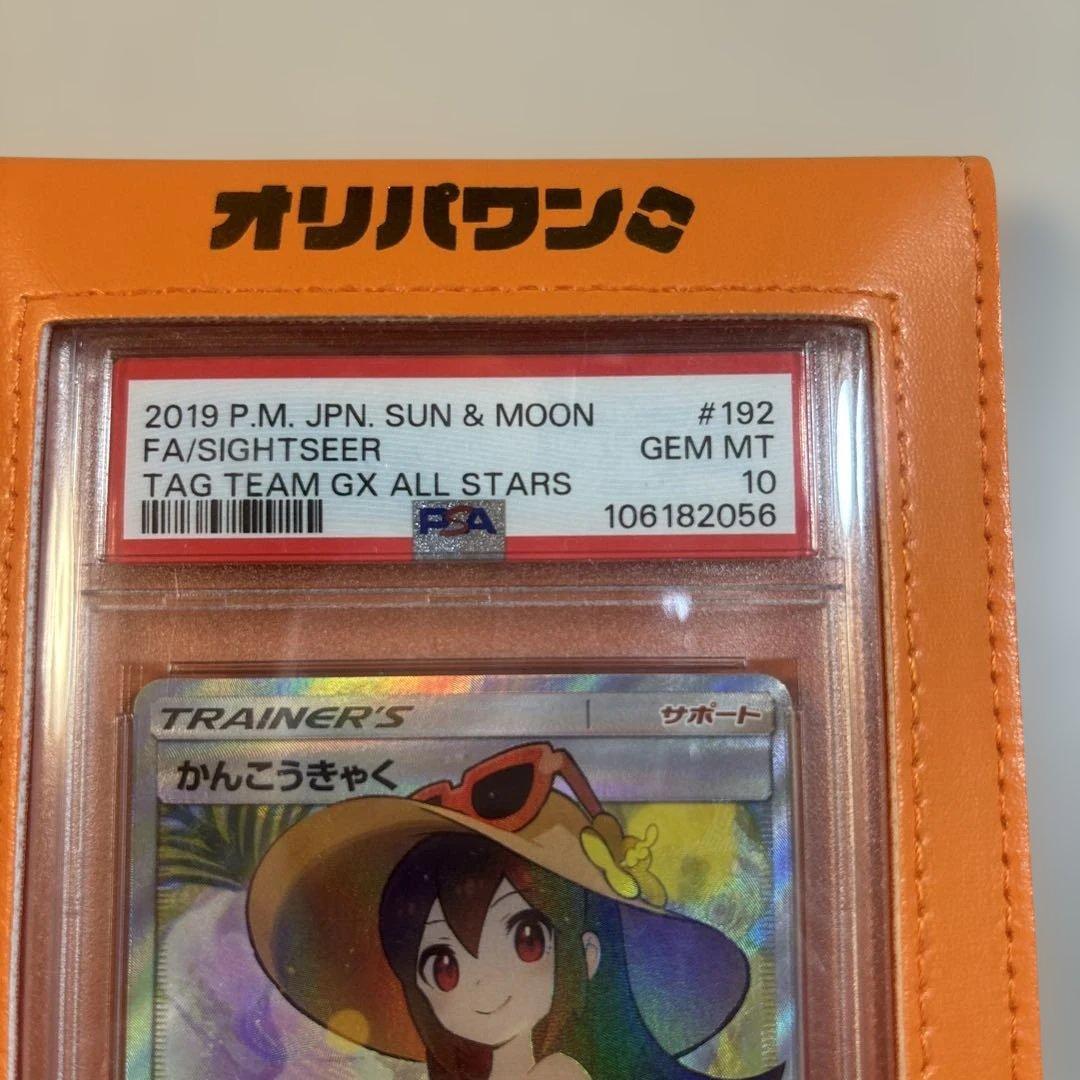 オリパワン
2019 P.M. JPN. SUN & MOON #192
FA/SIGHTSEER GEM MT
TAG TEAM GX ALL STARS 10
PSA 106182056
TRAINER'S サポート
かんこうきゃく